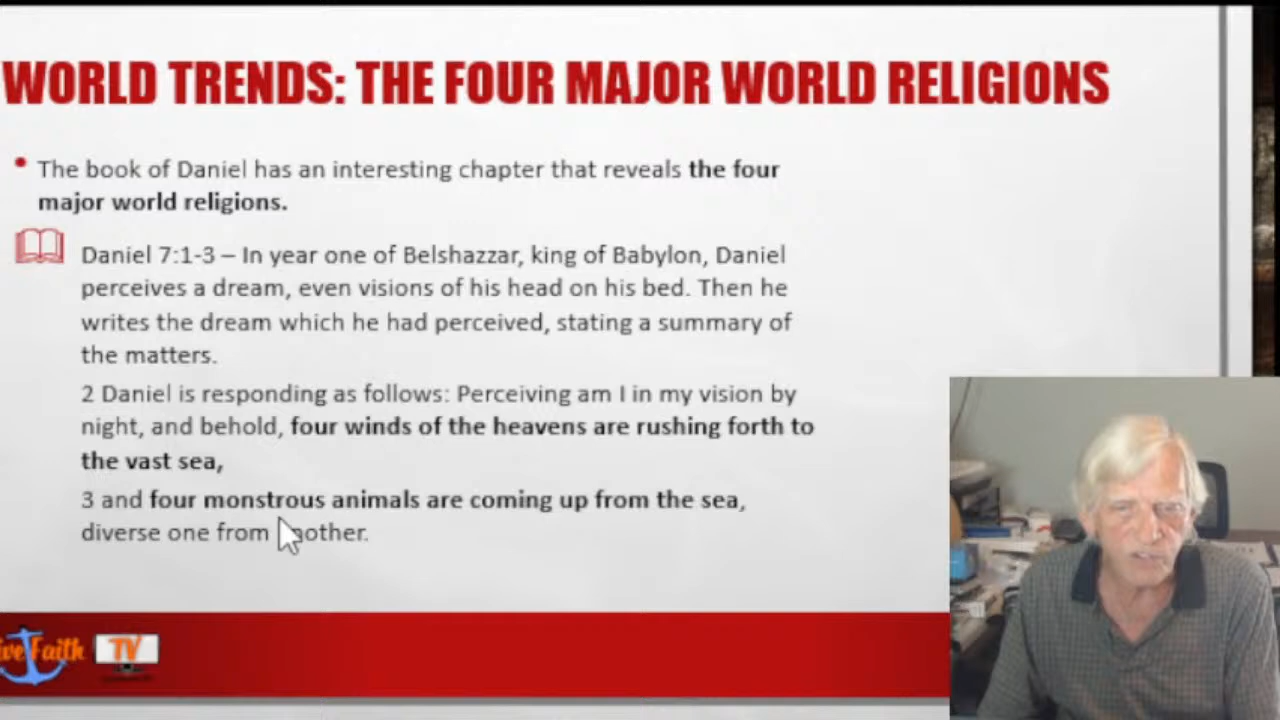 WORLD TRENDS: THE FOUR MAJOR WORLD RELIGIONS
• The book of Daniel has an interesting chapter that reveals the four
major world religions.
Daniel 7:1-3 – In year one of Belshazzar, king of Babylon, Daniel
perceives a dream, even visions of his head on his bed. Then he
writes the dream which he had perceived, stating a summary of
the matters.
2 Daniel is responding as follows: Perceiving am I in my vision by
night, and behold, four winds of the heavens are rushing forth to
the vast sea,
3 and four monstrous animals are coming up from the sea,
diverse one from another.
ive Faith TV